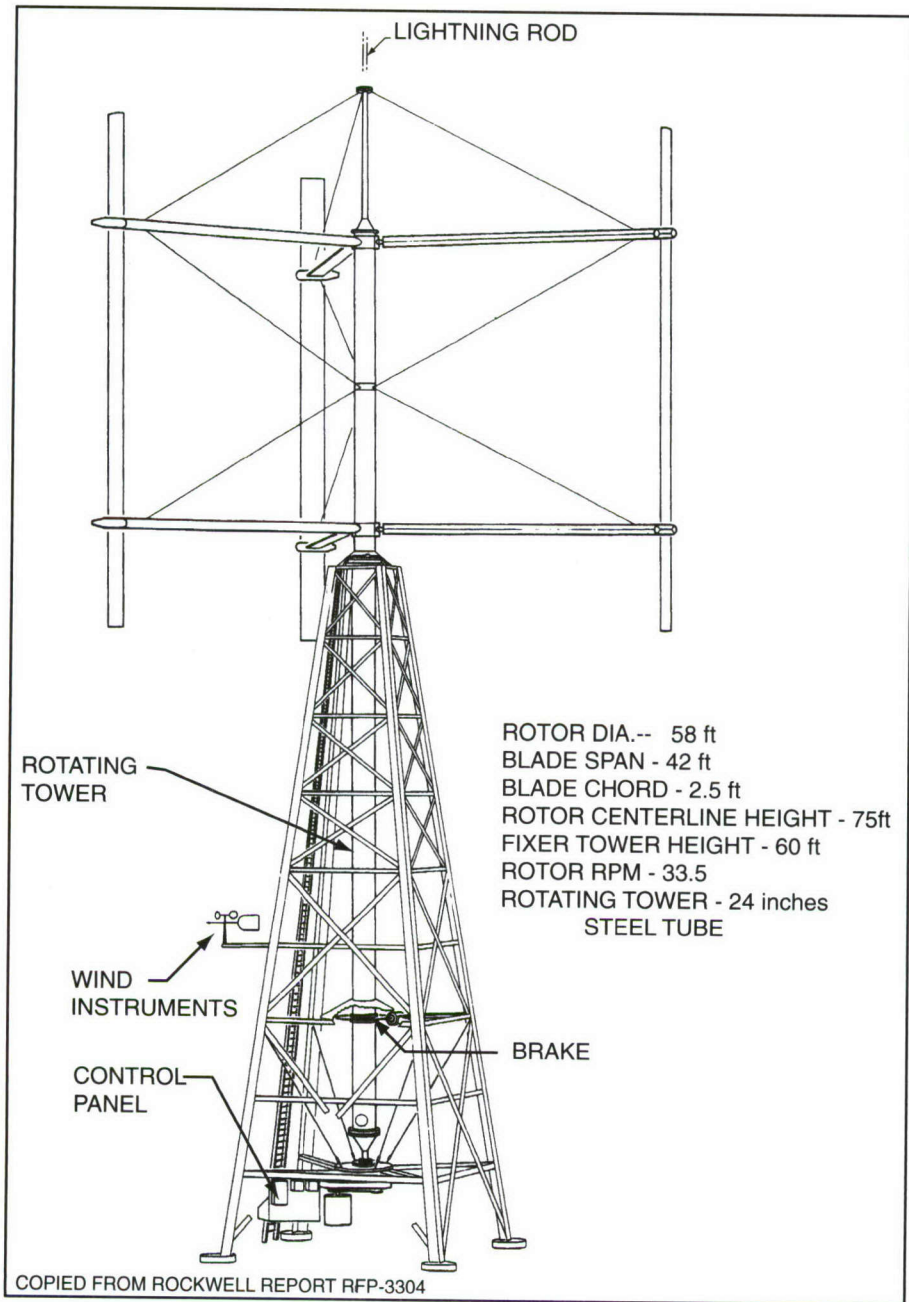 LIGHTNING ROD
ROTOR DIA.-- 58 ft
BLADE SPAN - 42 ft
BLADE CHORD - 2.5 ft
ROTOR CENTERLINE HEIGHT - 75ft
FIXER TOWER HEIGHT - 60 ft
ROTOR RPM - 33.5
ROTATING TOWER - 24 inches
STEEL TUBE
ROTATING
TOWER
WIND
INSTRUMENTS
BRAKE
CONTROL
PANEL
COPIED FROM ROCKWELL REPORT RFP-3304